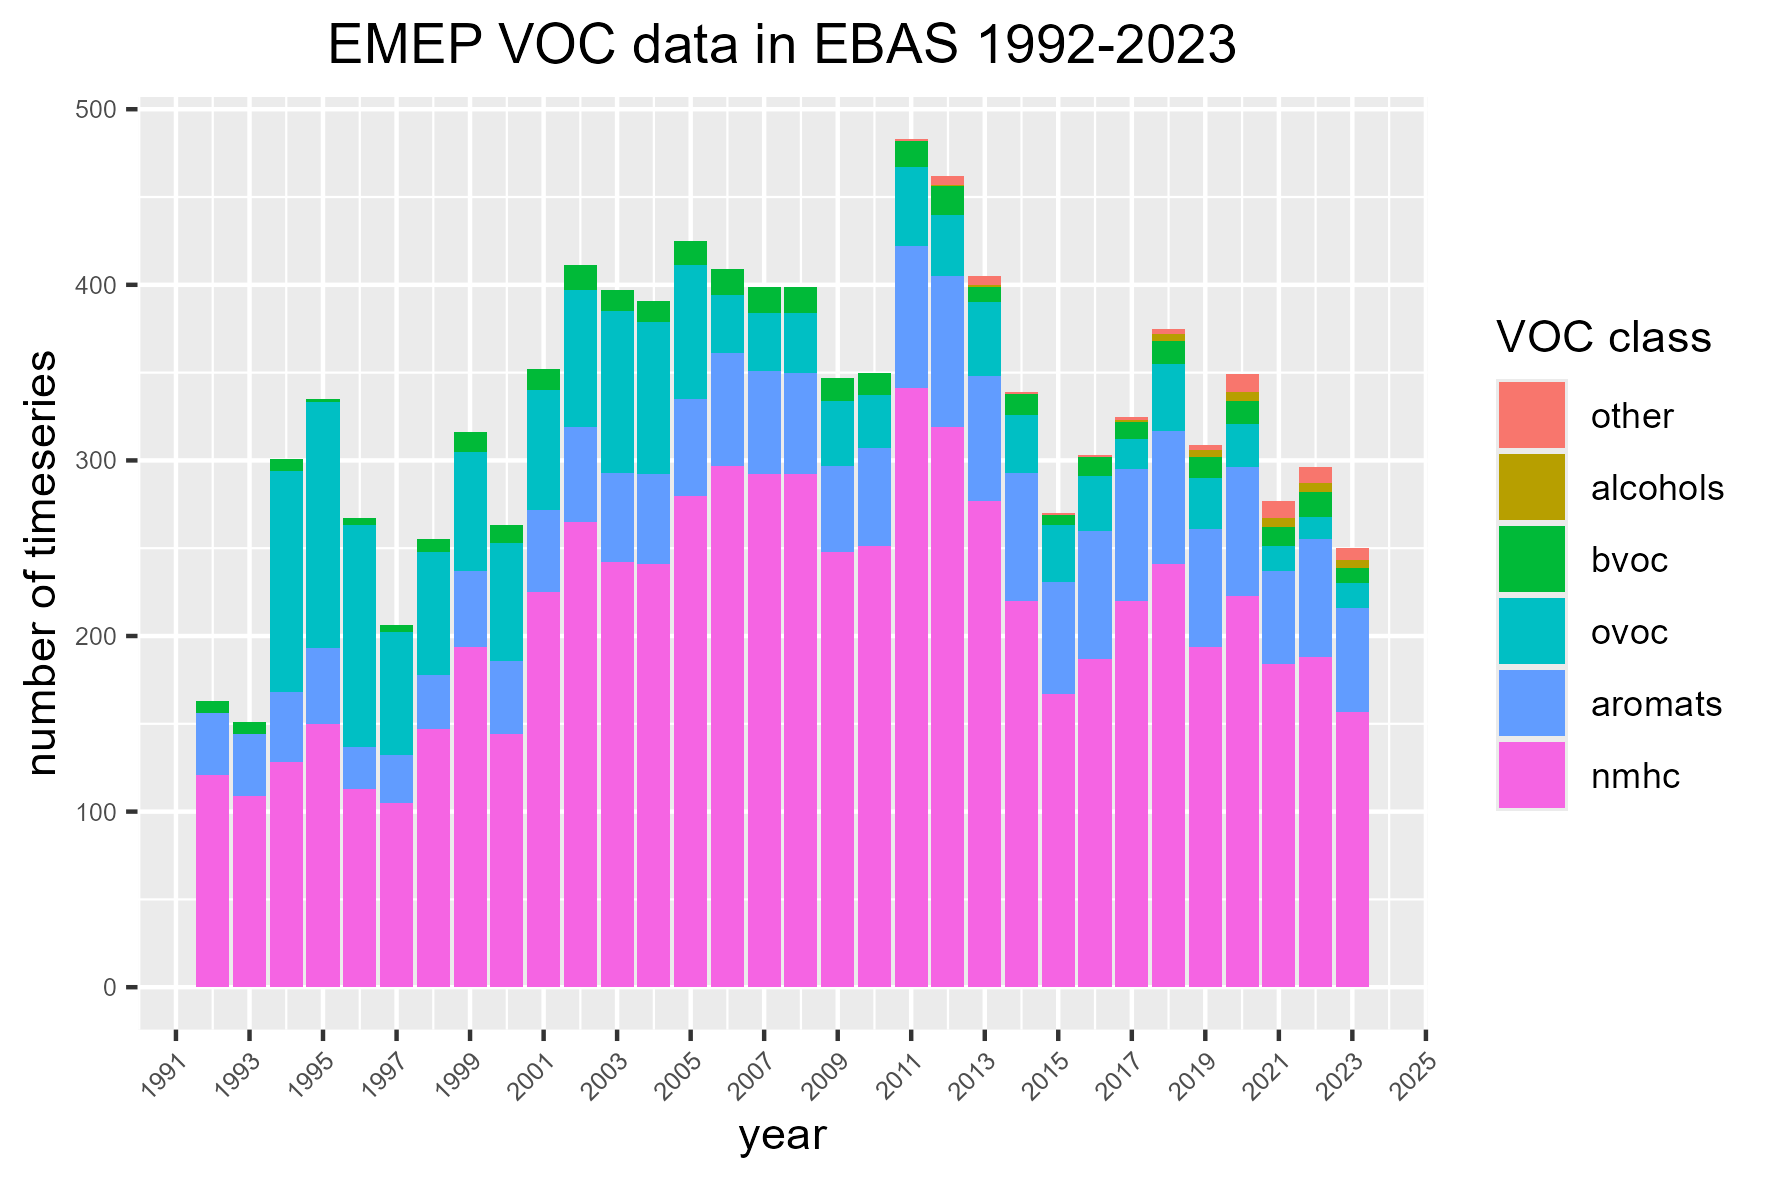 EMEP VOC data in EBAS 1992-2023
number of timeseries
500
400
300
200
100
0
1991
1993
1995
1997
1999
2001
2003
2005
2007
2009
2011
2013
2015
2017
2019
2021
2023
2025
year
VOC class
other
alcohols
bvoc
ovoc
aromats
nmhc